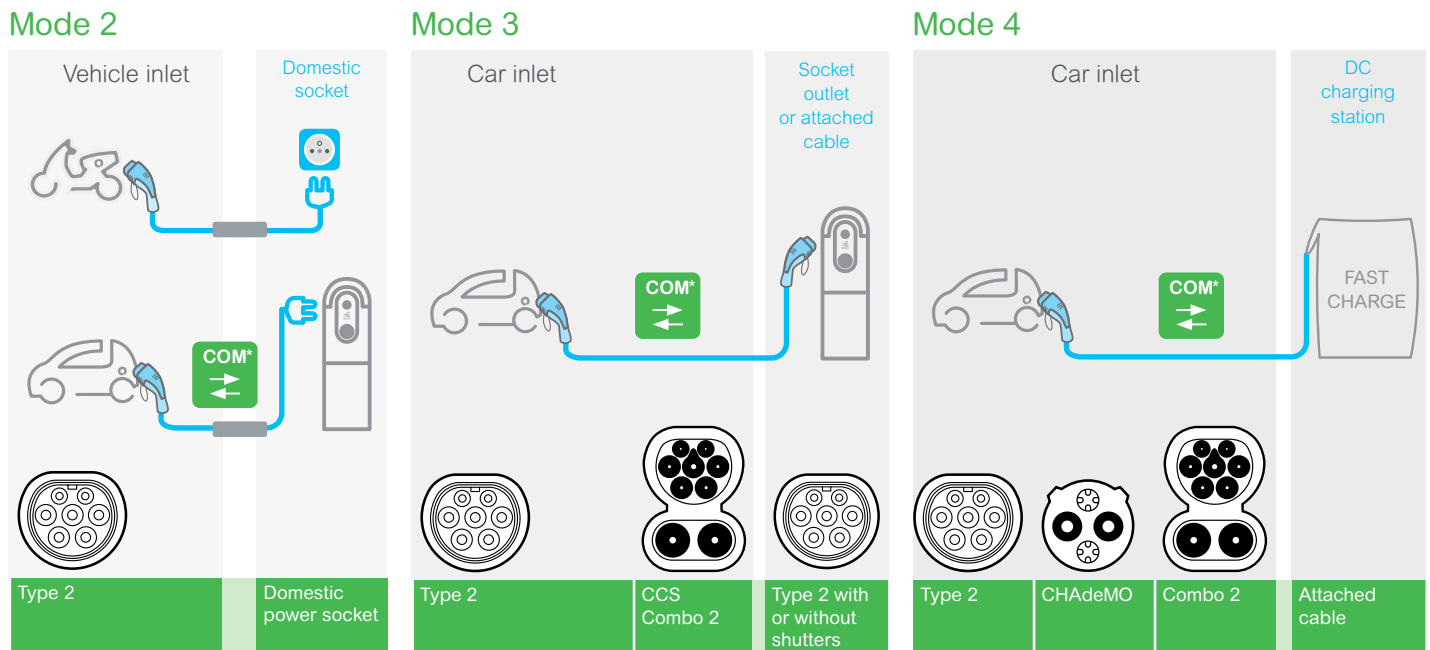 Mode 2
Vehicle inlet
Domestic
socket
COM*
Type 2
Domestic
power socket
Mode 3
Car inlet
Socket
outlet
or attached
cable
COM*
Type 2
CCS
Combo 2
Type 2 with
or without
shutters
Mode 4
Car inlet
DC
charging
station
COM*
FAST
CHARGE
Type 2
CHAdeMO
Combo 2
Attached
cable